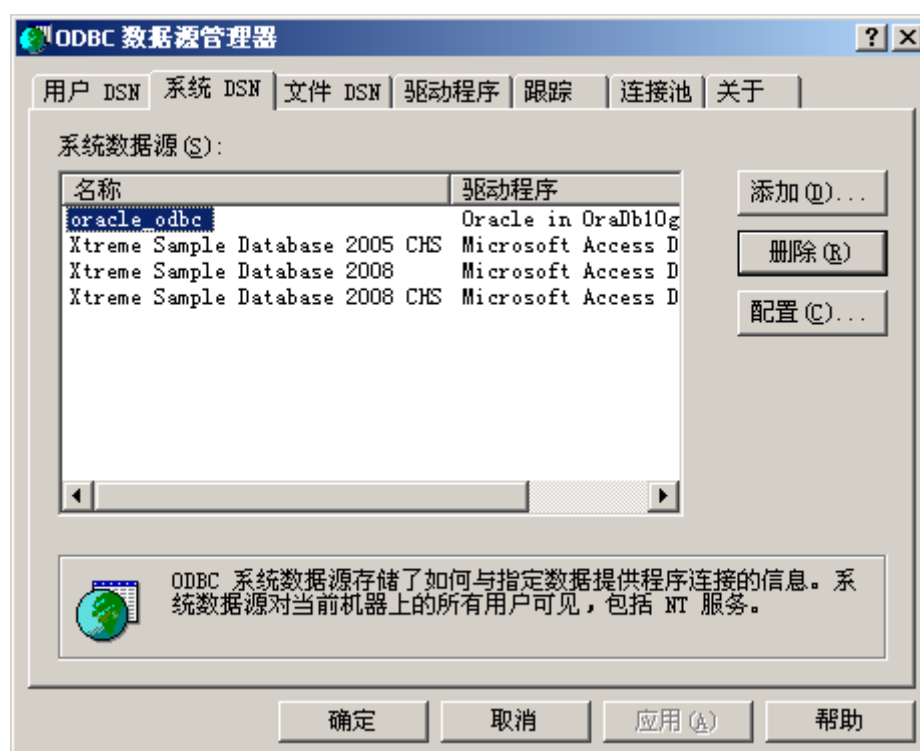 ODBC 数据源管理器
用户 DSN 系统 DSN 文件 DSN 驱动程序 跟踪 连接池 关于
系统数据源(S):
名称 驱动程序
添加(D)...
oracle_odbc Oracle in OraDb10g
Xtreme Sample Database 2005 CHS Microsoft Access D
删除(R)
Xtreme Sample Database 2008 Microsoft Access D
Xtreme Sample Database 2008 CHS Microsoft Access D
配置(C)...
ODBC 系统数据源存储了如何与指定数据提供程序连接的信息。系
统数据源对当前机器上的所有用户可见，包括 NT 服务。
确定 取消 应用(A) 帮助